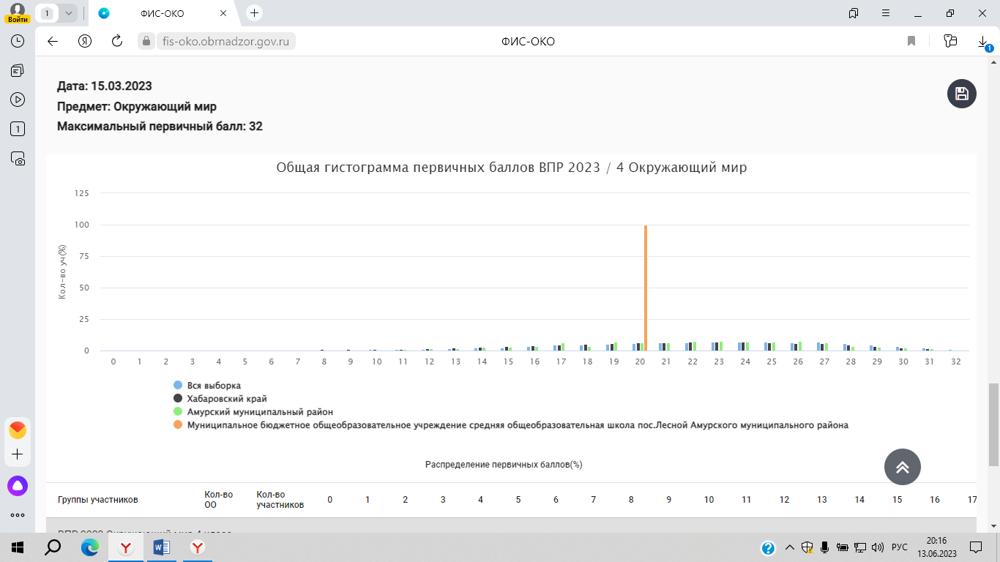 Войти
1
ФИС-ОКО
fis-oko.obrnadzor.gov.ru
ФИС-ОКО
1
1
Дата: 15.03.2023
Предмет: Окружающий мир
Максимальный первичный балл: 32
Общая гистограмма первичных баллов ВПР 2023 / 4 Окружающий мир
Кол-во уч(%)
125
100
75
50
25
0
0 1 2 3 4 5 6 7 8 9 10 11 12 13 14 15 16 17 18 19 20 21 22 23 24 25 26 27 28 29 30 31 32
Вся выборка
Хабаровский край
Амурский муниципальный район
Муниципальное бюджетное общеобразовательное учреждение средняя общеобразовательная школа пос.Лесной Амурского муниципального района
Распределение первичных баллов(%)
Группы участников Кол-во ОО Кол-во участников 0 1 2 3 4 5 6 7 8 9 10 11 12 13 14 15 16 17
ВПР 2023 Окружающий мир 4 класс
РУС
20:16
13.06.2023